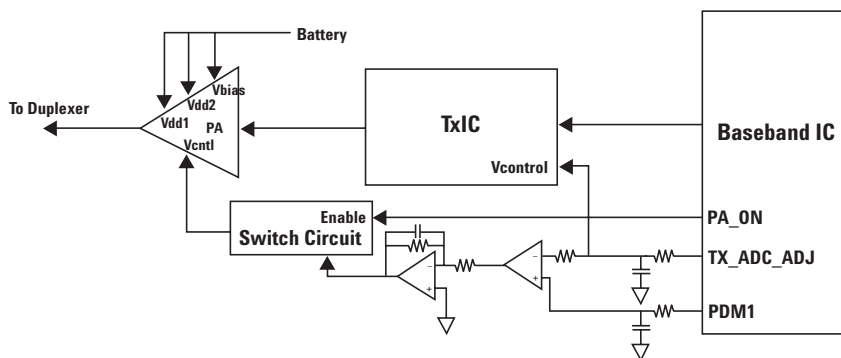 Battery
Vbias
Vdd2
Vdd1
To Duplexer
PA
Vcntl
TxIC
Vcontrol
Baseband IC
Enable
Switch Circuit
PA_ON
TX_ADC_ADJ
PDM1
−
+
−
+